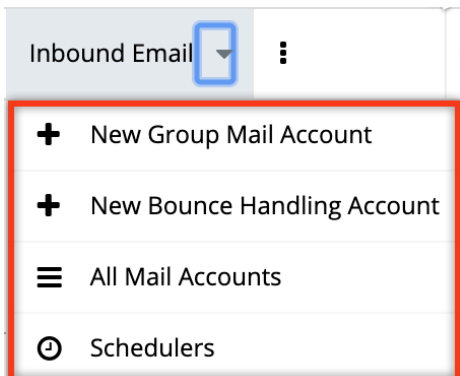 Inbound Email
New Group Mail Account
New Bounce Handling Account
All Mail Accounts
Schedulers